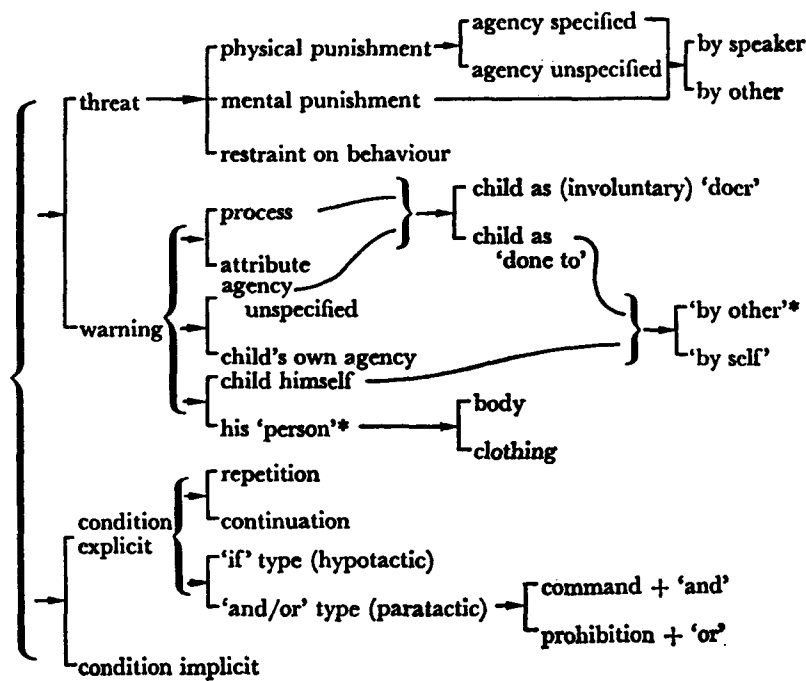 agency specified
physical punishment
by speaker
agency unspecified
by other
threat
mental punishment
restraint on behaviour
child as (involuntary) ‘doer’
process
child as
‘done to’
attribute
agency
unspecified
‘by other’*
warning
‘by self’
child's own agency
child himself
body
his ‘person’*
clothing
repetition
condition
explicit
continuation
‘if’ type (hypotactic)
command + ‘and’
‘and/or’ type (paratactic)
prohibition + ‘or’
condition implicit